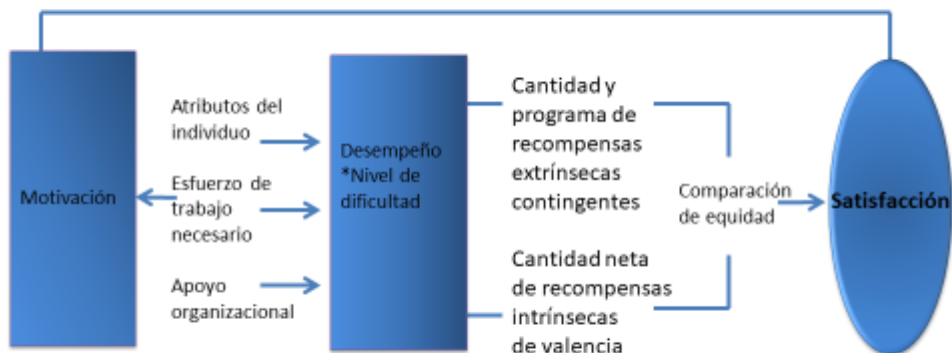 Motivación
Atributos del
individuo
Esfuerzo de
trabajo
necesario
Apoyo
organizacional
Desempeño
*Nivel de
dificultad
Cantidad y
programa de
recompensas
extrínsecas
contingentes
Cantidad neta
de recompensas
intrínsecas
de valencia
Comparación
de equidad
Satisfacción